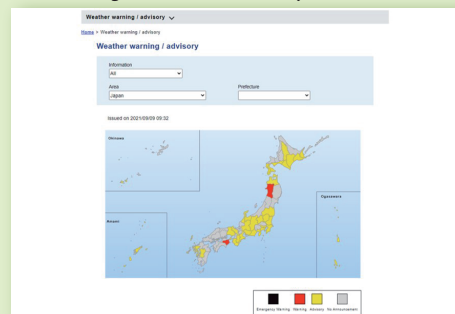 Weather warning / advisory
Home > Weather warning / advisory
Weather warning / advisory
Information
All
Area
Prefecture
Japan
Issued on 2021/09/09 09:32
Okinawa
Ogasawara
Amami
Emergency Warning Warning Advisory No Announcement